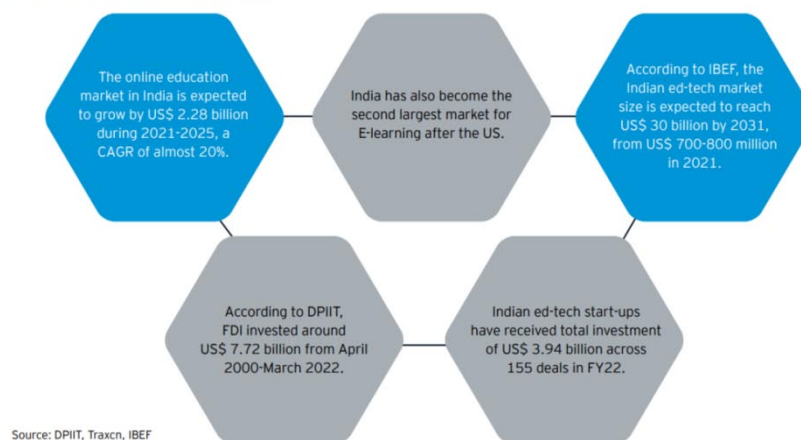 The online education
market in India is expected
to grow by US$ 2.28 billion
during 2021-2025, a
CAGR of almost 20%.
India has also become the
second largest market for
E-learning after the US.
According to IBEF, the
Indian ed-tech market
size is expected to reach
US$ 30 billion by 2031,
from US$ 700-800 million
in 2021.
According to DPIIT,
FDI invested around
US$ 7.72 billion from April
2000-March 2022.
Indian ed-tech start-ups
have received total investment
of US$ 3.94 billion across
155 deals in FY22.
Source: DPIIT, Traxcn, IBEF